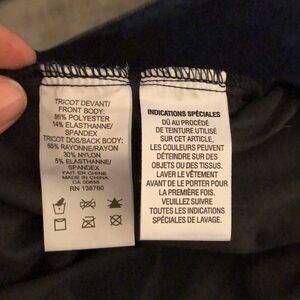 TRICOT DEVANT/
FRONT BODY:
86% POLYESTER
14% ELASTHANNE/
SPANDEX
TRICOT DOS/BACK BODY:
65% RAYONNE/RAYON
30% NYLON
5% ELASTHANNE/
SPANDEX
FAIT EN CHINE
MADE IN CHINA
CA 00855
RN 138760
INDICATIONS SPÉCIALES
DÛ AU PROCÉDÉ
DE TEINTURE UTILISÉ
SUR CET ARTICLE,
LES COULEURS PEUVENT
DÉTEINDRE SUR DES
OBJETS OU DES TISSUS.
LAVER LE VÊTEMENT
AVANT DE LE PORTER POUR
LA PREMIÈRE FOIS.
VEUILLEZ SUIVRE
TOUTES LES INDICATIONS
SPÉCIALES DE LAVAGE.